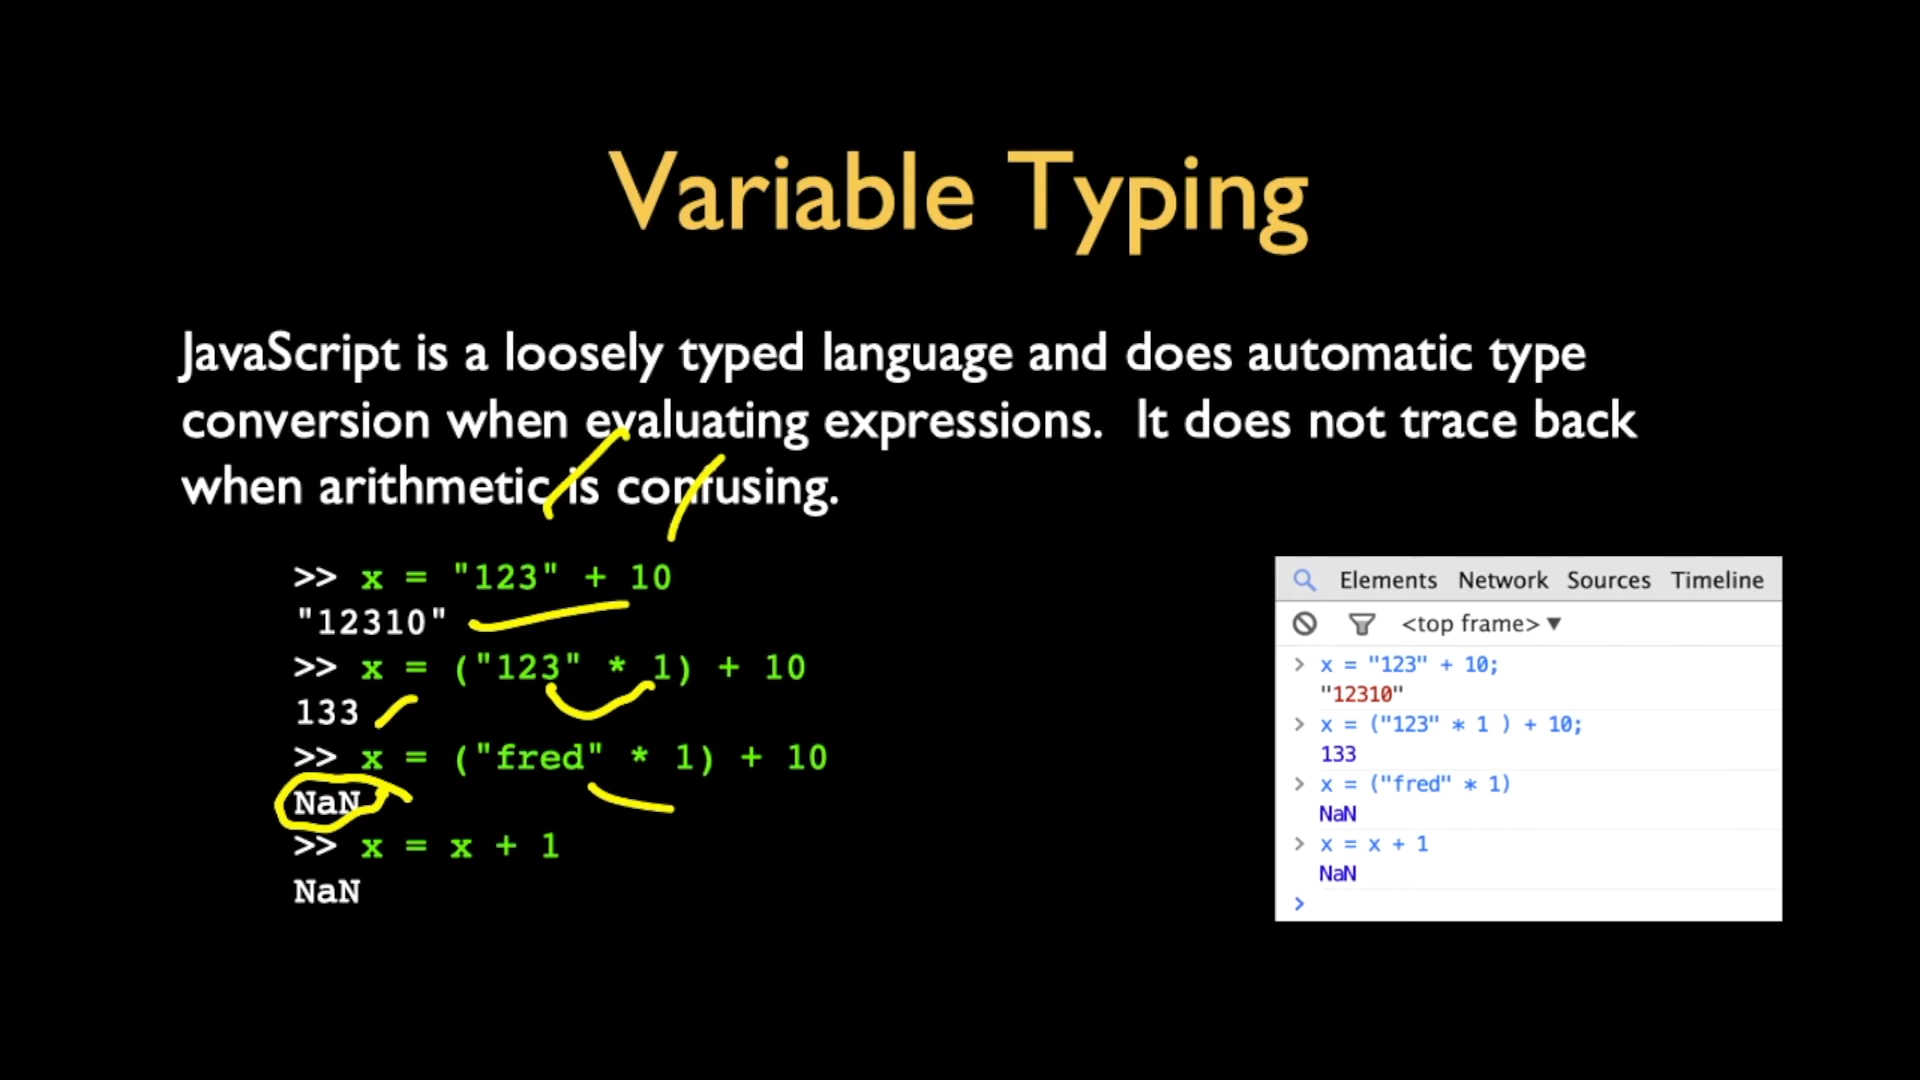 Variable Typing
JavaScript is a loosely typed language and does automatic type
conversion when evaluating expressions. It does not trace back
when arithmetic is confusing.
>> x = "123" + 10
"12310"
>> x = ("123" * 1) + 10
133
>> x = ("fred" * 1) + 10
NaN
>> x = x + 1
NaN
Elements Network Sources Timeline
<top frame> ▼
> x = "123" + 10;
"12310"
> x = ("123" * 1 ) + 10;
133
> x = ("fred" * 1)
NaN
> x = x + 1
NaN
>